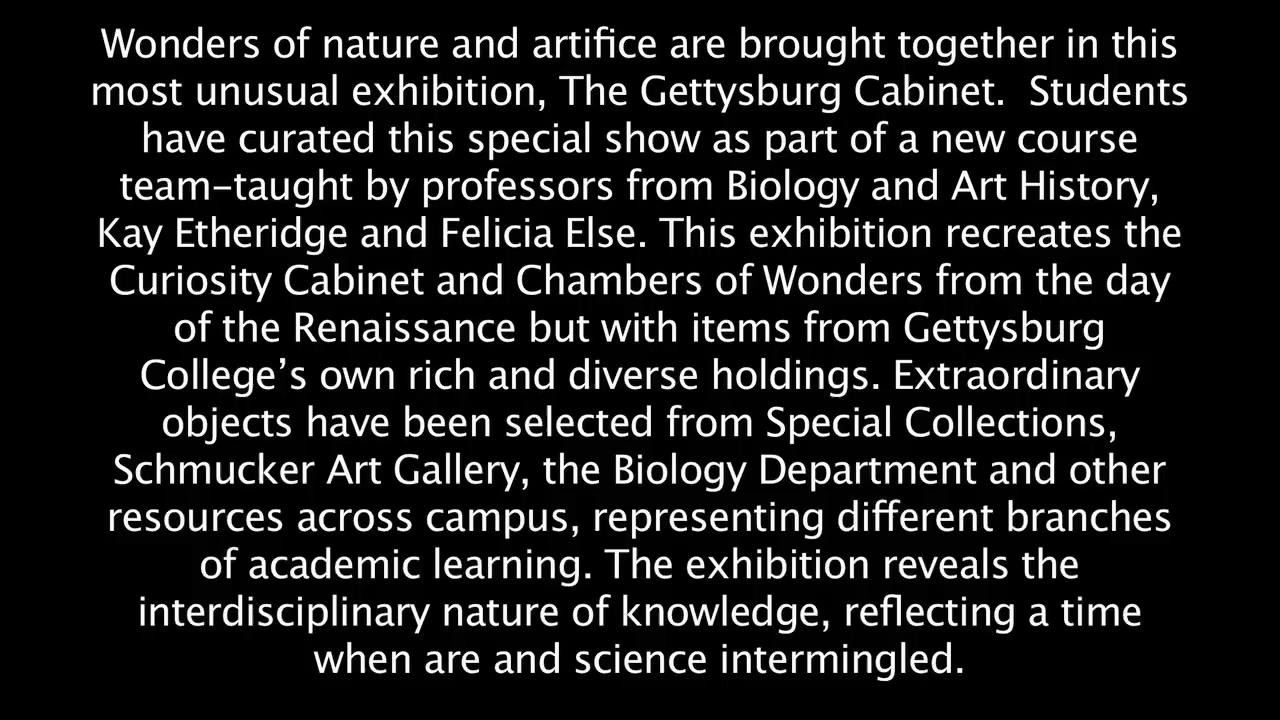 Wonders of nature and artifice are brought together in this
most unusual exhibition, The Gettysburg Cabinet.  Students
have curated this special show as part of a new course
team-taught by professors from Biology and Art History,
Kay Etheridge and Felicia Else. This exhibition recreates the
Curiosity Cabinet and Chambers of Wonders from the day
of the Renaissance but with items from Gettysburg
College’s own rich and diverse holdings. Extraordinary
objects have been selected from Special Collections,
Schmucker Art Gallery, the Biology Department and other
resources across campus, representing different branches
of academic learning. The exhibition reveals the
interdisciplinary nature of knowledge, reflecting a time
when are and science intermingled.